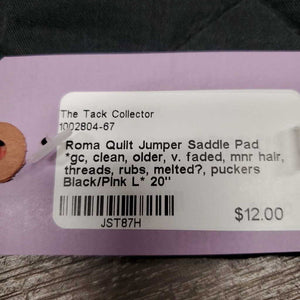 The Tack Collector
1002804-67
Roma Quilt Jumper Saddle Pad
*gc, clean, older, v. faded, mnr hair,
threads, rubs, melted?, puckers
Black/Pink L* 20"
JST87H
$12.00